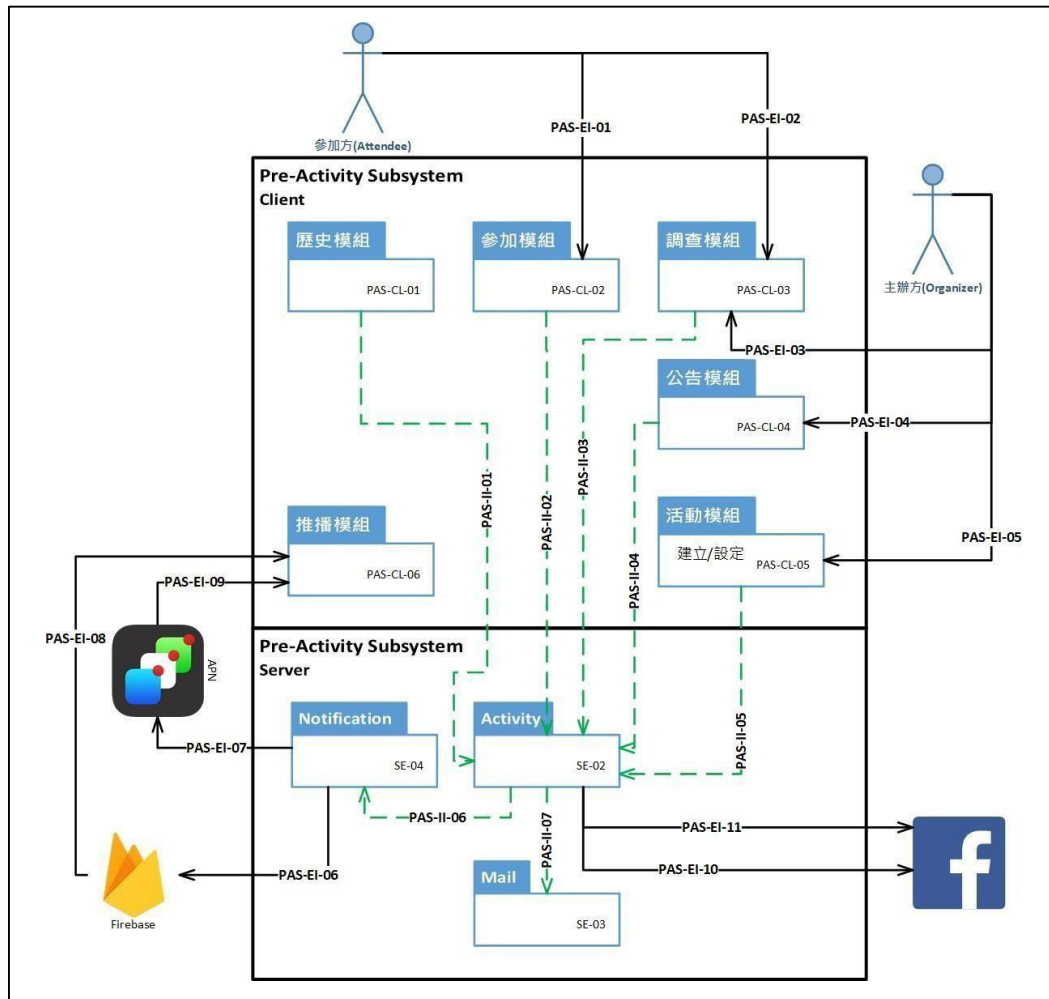 PAS-EI-01
PAS-EI-02
參加方(Attendee)
Pre-Activity Subsystem
Client
歷史模組
PAS-CL-01
參加模組
PAS-CL-02
調查模組
PAS-CL-03
主辦方(Organizer)
PAS-EI-03
公告模組
PAS-CL-04
PAS-EI-04
PAS-II-01
PAS-II-02
PAS-II-03
PAS-II-04
推播模組
PAS-CL-06
活動模組
建立/設定
PAS-CL-05
PAS-EI-05
PAS-EI-09
PAS-EI-08
APN
Pre-Activity Subsystem
Server
Notification
SE-04
Activity
SE-02
PAS-II-05
PAS-EI-07
PAS-II-06
PAS-II-07
PAS-EI-11
PAS-EI-10
PAS-EI-06
Firebase
Mail
SE-03
f